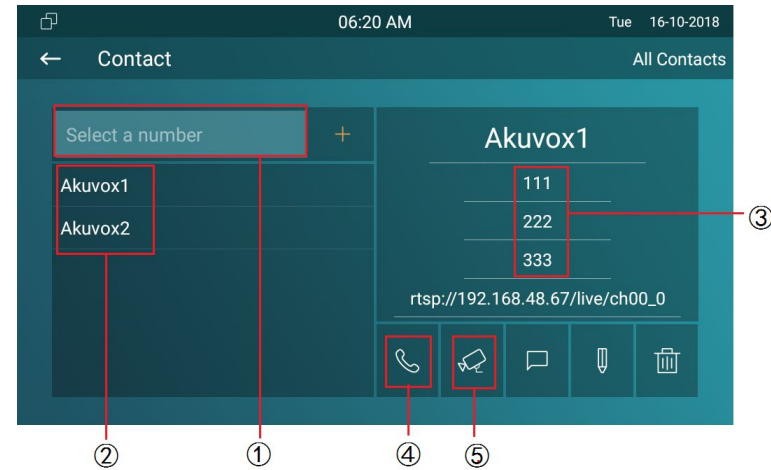 06:20 AM Tue 16-10-2018
Contact All Contacts
Select a number + Akuvox1
Akuvox1 111
Akuvox2 222
333
rtsp://192.168.48.67/live/ch00_0
③
② ① ④ ⑤